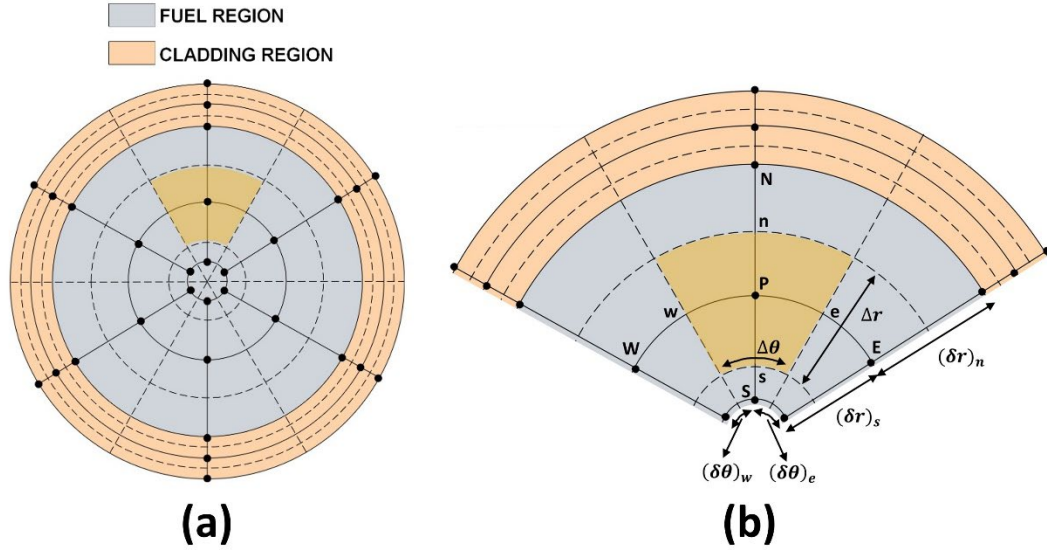 FUEL REGION
CLADDING REGION
N
n
P
w
e
Δr
W
E
Δθ
s
S
(δr)ₙ
(δr)ₛ
(δθ)w
(δθ)ₑ
(a)
(b)